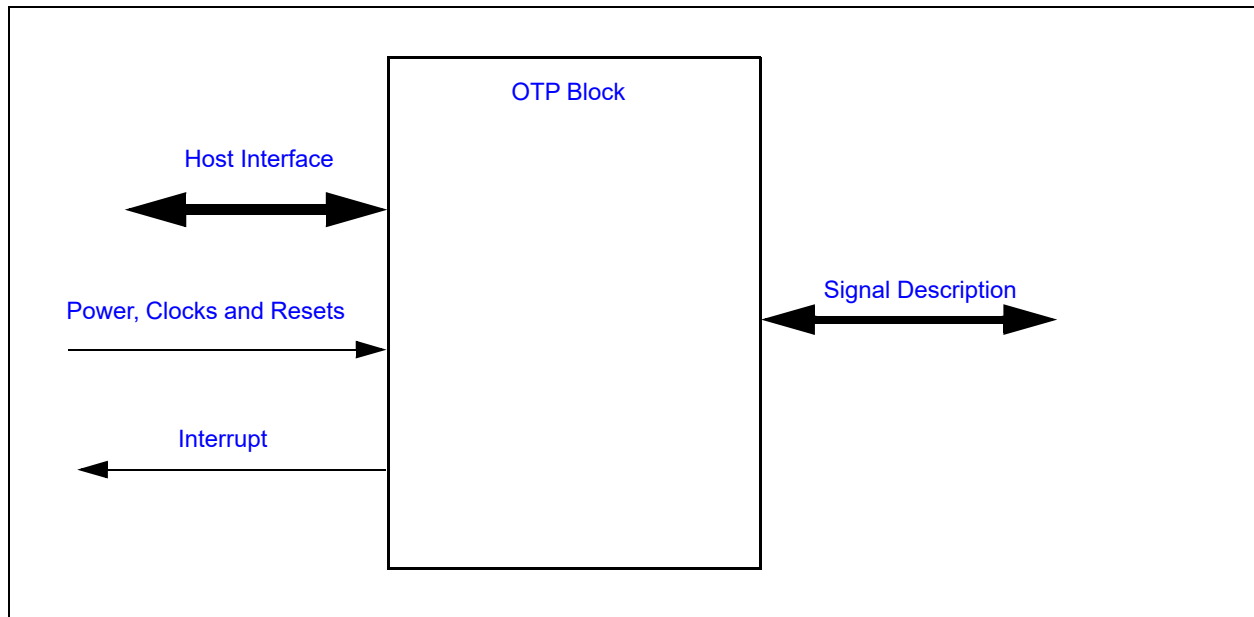 OTP Block
Host Interface
Signal Description
Power, Clocks and Resets
Interrupt